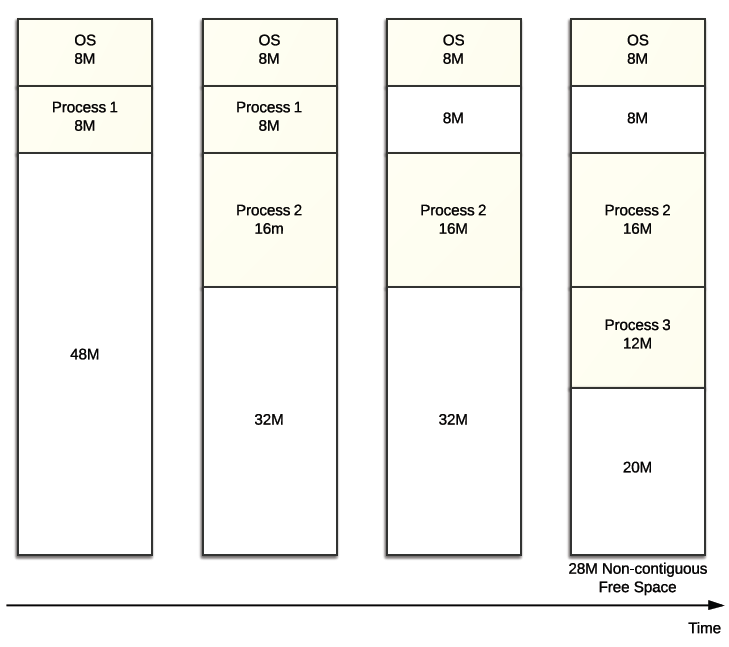 OS
8M
Process 1
8M
48M
OS
8M
Process 1
8M
Process 2
16m
32M
OS
8M
8M
Process 2
16M
32M
OS
8M
8M
Process 2
16M
Process 3
12M
20M
28M Non-contiguous
Free Space
Time